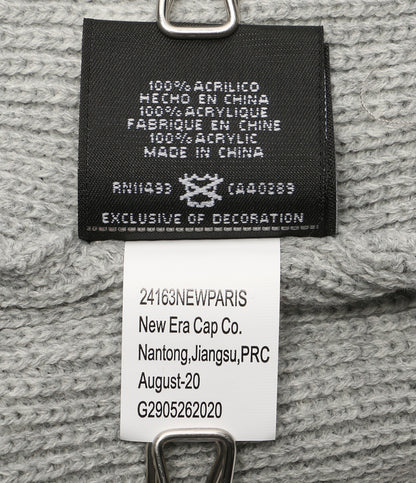 100% ACRILICO
HECHO EN CHINA
100% ACRYLIQUE
FABRIQUE EN CHINE
100% ACRYLIC
MADE IN CHINA
RN11493 CA40289
EXCLUSIVE OF DECORATION
24163NEWPARIS
New Era Cap Co.
Nantong,Jiangsu,PRC
August-20
G2905262020